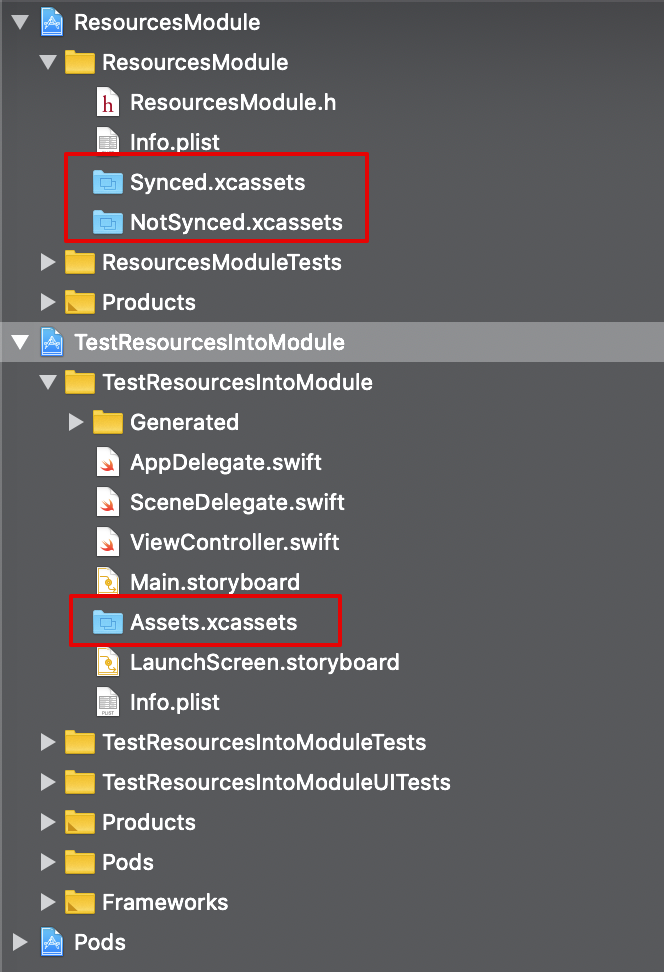 ResourcesModule
ResourcesModule
h ResourcesModule.h
Info.plist
Synced.xcassets
NotSynced.xcassets
ResourcesModuleTests
Products
TestResourcesIntoModule
TestResourcesIntoModule
Generated
AppDelegate.swift
SceneDelegate.swift
ViewController.swift
Main.storyboard
Assets.xcassets
LaunchScreen.storyboard
PLIST Info.plist
TestResourcesIntoModuleTests
TestResourcesIntoModuleUITests
Products
Pods
Frameworks
Pods